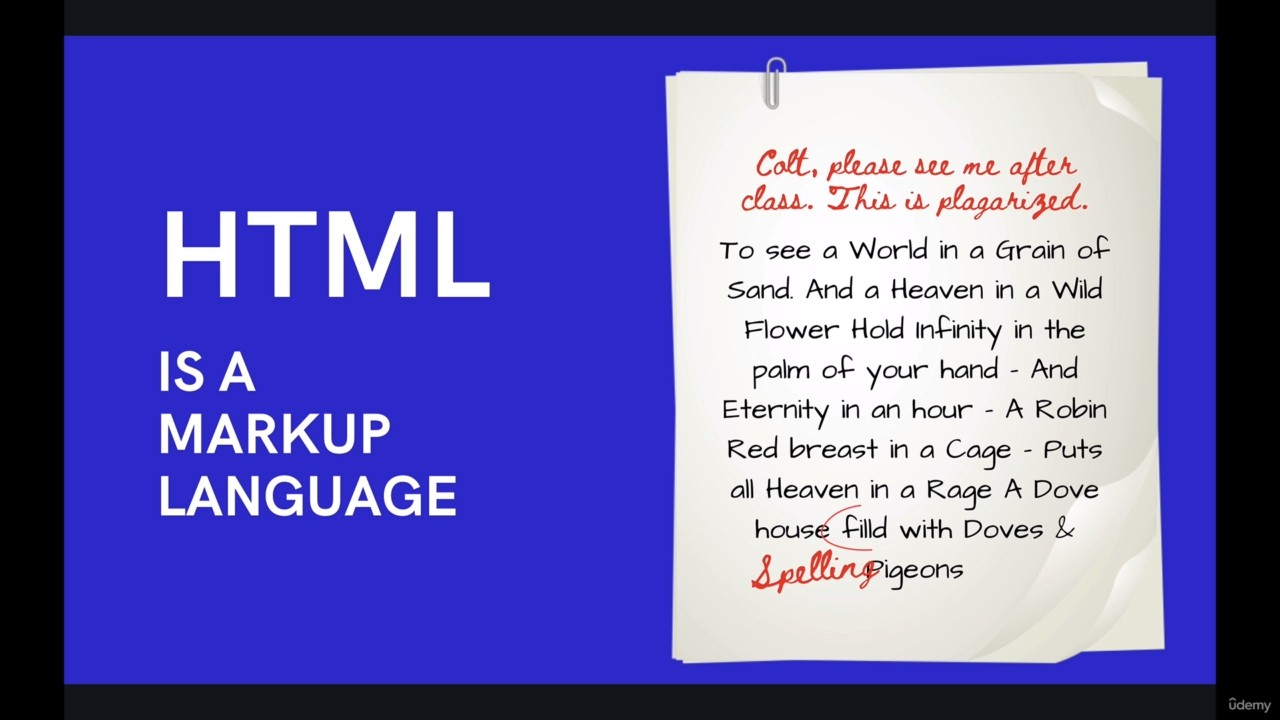 HTML
IS A
MARKUP
LANGUAGE
Colt, please see me after
class. This is plagarized.
To see a World in a Grain of
Sand. And a Heaven in a Wild
Flower Hold Infinity in the
palm of your hand - And
Eternity in an hour - A Robin
Red breast in a Cage - Puts
all Heaven in a Rage A Dove
house filld with Doves &
Spelling Pigeons
ûdemy